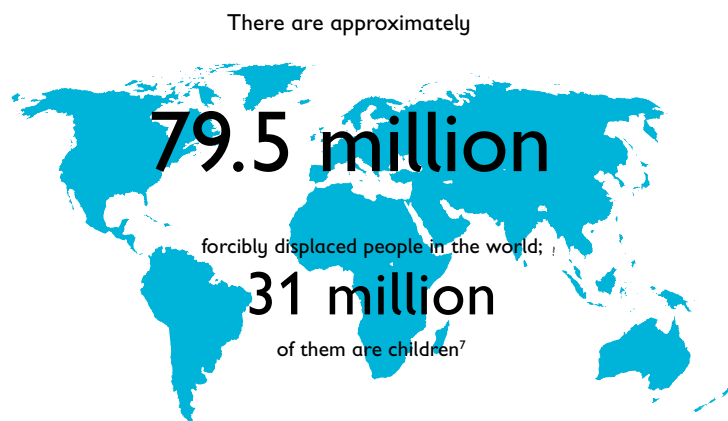 There are approximately
79.5 million
forcibly displaced people in the world;
31 million
of them are children⁷